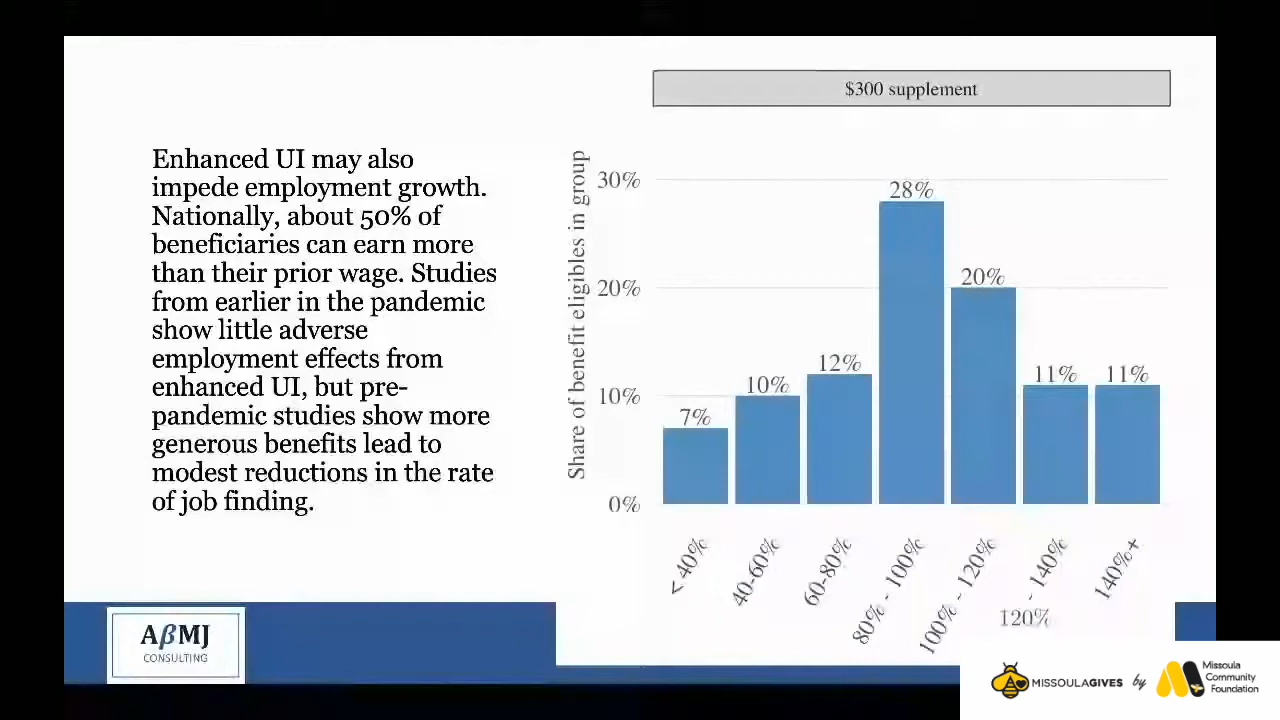 $300 supplement
Enhanced UI may also
impede employment growth.
Nationally, about 50% of
beneficiaries can earn more
than their prior wage. Studies
from earlier in the pandemic
show little adverse
employment effects from
enhanced UI, but pre-
pandemic studies show more
generous benefits lead to
modest reductions in the rate
of job finding.
Share of benefit eligibles in group
30%
20%
10%
0%
7%
10%
12%
28%
20%
11%
11%
< 40%
40-60%
60-80%
80% - 100%
100% - 120%
120% - 140%
140%+
AβMJ
CONSULTING
MISSOULAGIVES by
Missoula
Community
Foundation